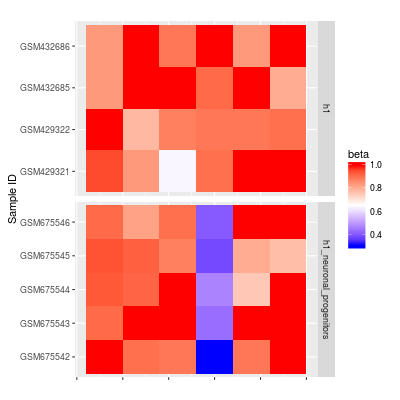 GSM432686
GSM432685
GSM429322
GSM429321
h1
GSM675546
GSM675545
GSM675544
GSM675543
GSM675542
h1_neuronal_progenitors
Sample ID
beta
1.0
0.8
0.6
0.4